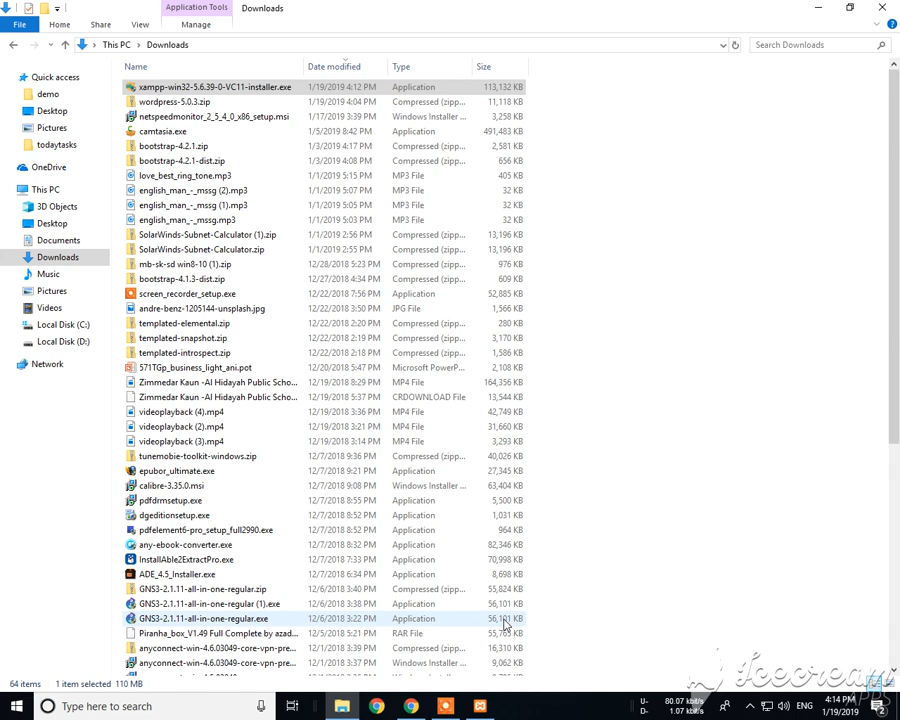 Application Tools
Downloads
File
Home
Share
View
Manage
This PC
Downloads
Search Downloads
Name
Date modified
Type
Size
Quick access
demo
Desktop
Pictures
todaytasks
OneDrive
This PC
3D Objects
Desktop
Documents
Downloads
Music
Pictures
Videos
Local Disk (C:)
Local Disk (D:)
Network
xampp-win32-5.6.39-0-VC11-installer.exe 1/19/2019 4:12 PM Application 113,132 KB
wordpress-5.0.3.zip 1/19/2019 4:04 PM Compressed (zipp... 11,118 KB
netspeedmonitor_2_5_4_0_x86_setup.msi 1/17/2019 3:39 PM Windows Installer ... 3,258 KB
camtasia.exe 1/5/2019 8:42 PM Application 491,483 KB
bootstrap-4.2.1.zip 1/3/2019 4:17 PM Compressed (zipp... 2,581 KB
bootstrap-4.2.1-dist.zip 1/3/2019 4:08 PM Compressed (zipp... 656 KB
love_best_ring_tone.mp3 1/1/2019 5:15 PM MP3 File 405 KB
english_man_-_mssg (2).mp3 1/1/2019 5:07 PM MP3 File 32 KB
english_man_-_mssg (1).mp3 1/1/2019 5:05 PM MP3 File 32 KB
english_man_-_mssg.mp3 1/1/2019 5:03 PM MP3 File 32 KB
SolarWinds-Subnet-Calculator (1).zip 1/1/2019 2:56 PM Compressed (zipp... 13,196 KB
SolarWinds-Subnet-Calculator.zip 1/1/2019 2:55 PM Compressed (zipp... 13,196 KB
mb-sk-sd win8-10 (1).zip 12/28/2018 5:23 PM Compressed (zipp... 976 KB
bootstrap-4.1.3-dist.zip 12/27/2018 4:34 PM Compressed (zipp... 609 KB
screen_recorder_setup.exe 12/22/2018 7:56 PM Application 52,885 KB
andre-benz-1205144-unsplash.jpg 12/22/2018 3:50 PM JPG File 1,566 KB
templated-elemental.zip 12/22/2018 2:20 PM Compressed (zipp... 280 KB
templated-snapshot.zip 12/22/2018 2:19 PM Compressed (zipp... 3,170 KB
templated-introspect.zip 12/22/2018 2:18 PM Compressed (zipp... 1,586 KB
571TGp_business_light_ani.pot 12/20/2018 5:47 PM Microsoft PowerP... 2,108 KB
Zimmedar Kaun -Al Hidayah Public Scho... 12/19/2018 8:29 PM MP4 File 164,356 KB
Zimmedar Kaun -Al Hidayah Public Scho... 12/19/2018 5:37 PM CRDOWNLOAD File 13,544 KB
videoplayback (4).mp4 12/19/2018 3:36 PM MP4 File 42,749 KB
videoplayback (2).mp4 12/19/2018 3:21 PM MP4 File 31,660 KB
videoplayback (3).mp4 12/19/2018 3:14 PM MP4 File 3,293 KB
tunemobie-toolkit-windows.zip 12/7/2018 9:36 PM Compressed (zipp... 40,026 KB
epubor_ultimate.exe 12/7/2018 9:21 PM Application 27,345 KB
calibre-3.35.0.msi 12/7/2018 9:08 PM Windows Installer ... 63,404 KB
pdfdrmsetup.exe 12/7/2018 8:55 PM Application 5,500 KB
dgeditionsetup.exe 12/7/2018 8:52 PM Application 1,031 KB
pdfelement6-pro_setup_full2990.exe 12/7/2018 8:52 PM Application 964 KB
any-ebook-converter.exe 12/7/2018 8:32 PM Application 82,346 KB
InstallAble2ExtractPro.exe 12/7/2018 7:33 PM Application 70,998 KB
ADE_4.5_Installer.exe 12/7/2018 6:34 PM Application 8,698 KB
GNS3-2.1.11-all-in-one-regular.zip 12/6/2018 3:40 PM Compressed (zipp... 55,824 KB
GNS3-2.1.11-all-in-one-regular (1).exe 12/6/2018 3:38 PM Application 56,101 KB
GNS3-2.1.11-all-in-one-regular.exe 12/6/2018 3:22 PM Application 56,101 KB
Piranha_box_V1.49 Full Complete by azad... 12/5/2018 5:21 PM RAR File 55,765 KB
anyconnect-win-4.6.03049-core-vpn-pre... 12/1/2018 3:39 PM Compressed (zipp... 16,310 KB
anyconnect-win-4.6.03049-core-vpn-pre... 12/1/2018 3:37 PM Windows Installer ... 9,062 KB
64 items
1 item selected 110 MB
Icecream
APPS
Type here to search
U: 80.07 kbit/s
D: 1.07 kbit/s
4:14 PM
1/19/2019
2